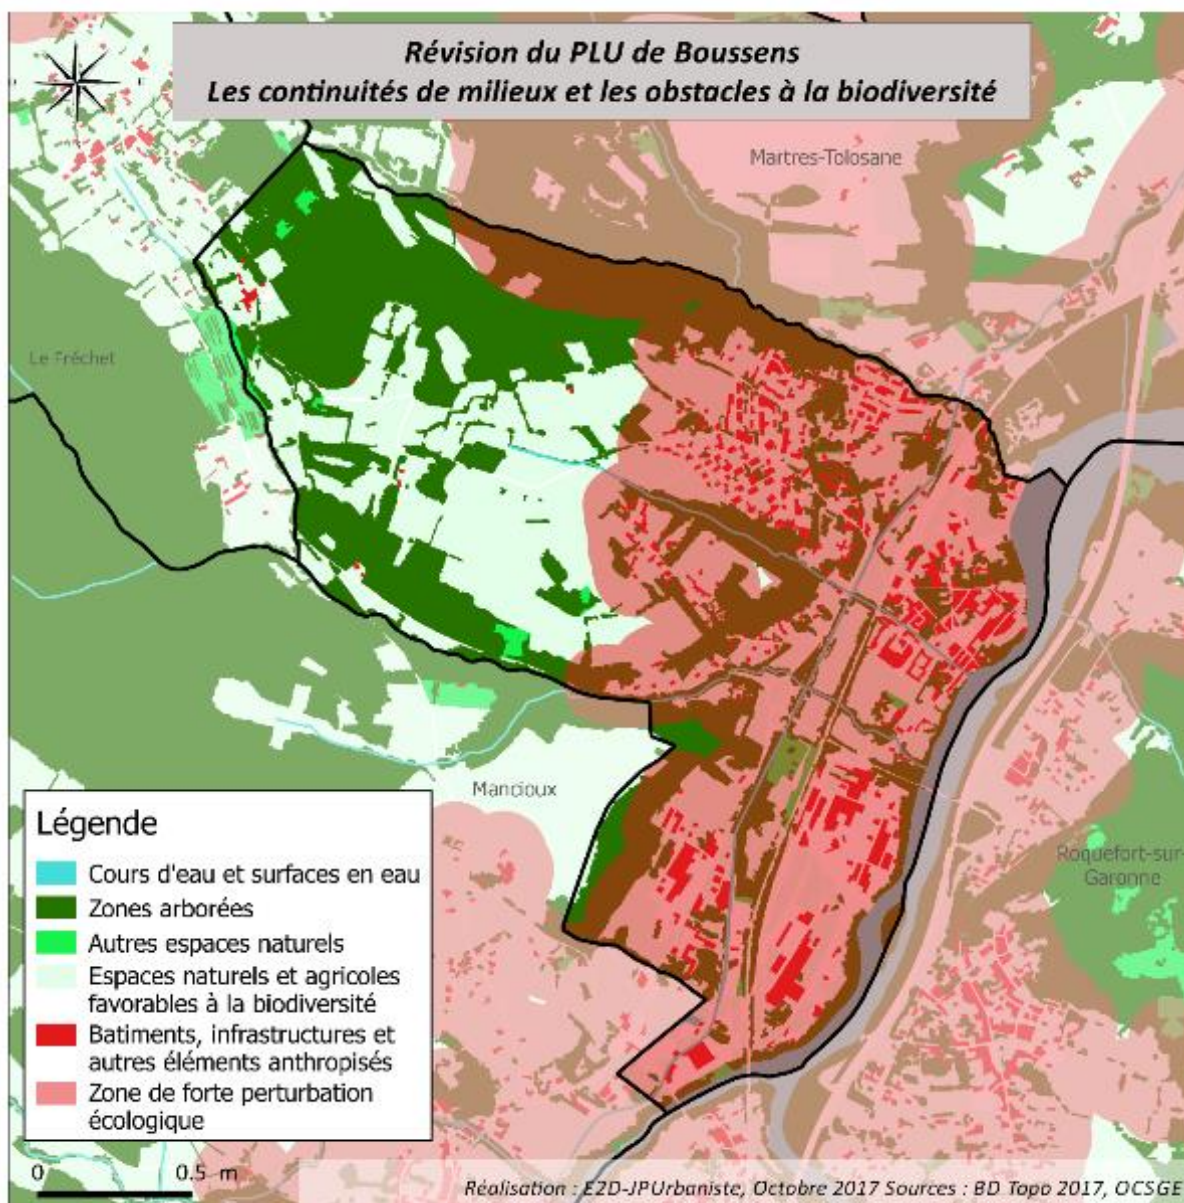 Révision du PLU de Boussens
Les continuités de milieux et les obstacles à la biodiversité
Martres-Tolosane
Le Fréchet
Mancioux
Roquefort-sur-
Garonne
Légende
Cours d'eau et surfaces en eau
Zones arborées
Autres espaces naturels
Espaces naturels et agricoles
favorables à la biodiversité
Batiments, infrastructures et
autres éléments anthropisés
Zone de forte perturbation
écologique
0 0.5 m
Réalisation : E2D-JPUrbaniste, Octobre 2017 Sources : BD Topo 2017, OCSGE